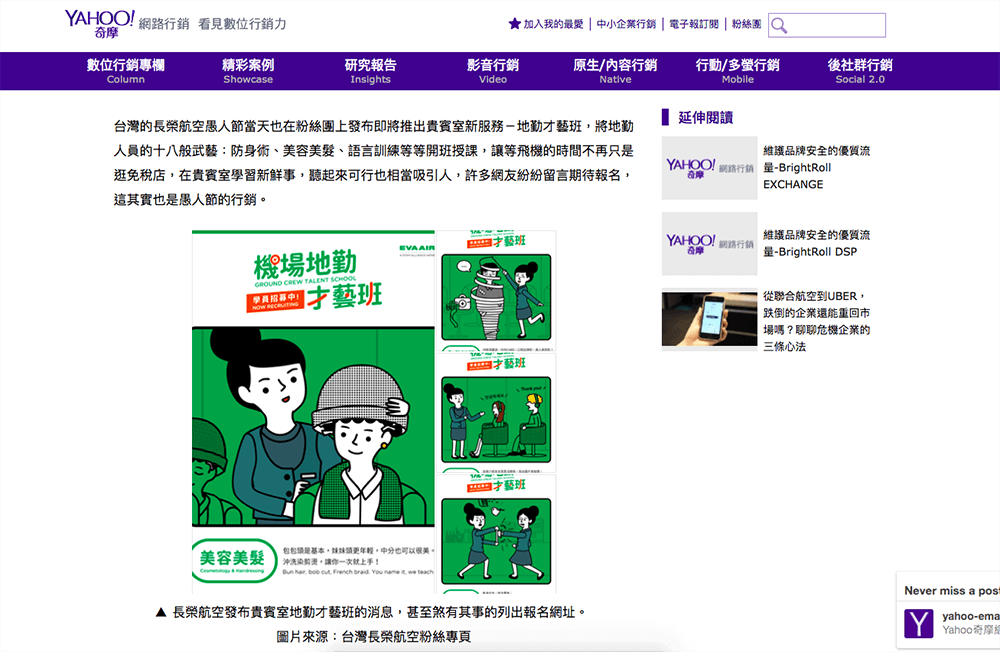 YAHOO! 奇摩 網路行銷 看見數位行銷力
加入我的最愛 | 中小企業行銷 | 電子報訂閱 | 粉絲團
數位行銷專欄 精彩案例 研究報告 影音行銷 原生/內容行銷 行動/多螢行銷 後社群行銷
Column Showcase Insights Video Native Mobile Social 2.0
台灣的長榮航空愚人節當天也在粉絲團上發布即將推出貴賓室新服務－地勤才藝班，將地勤
人員的十八般武藝：防身術、美容美髮、語言訓練等等開班授課，讓等飛機的時間不再只是
逛免稅店，在貴賓室學習新鮮事，聽起來可行也相當吸引人，許多網友紛紛留言期待報名，
這其實也是愚人節的行銷。
EVA AIR
機場地勤
GROUND CREW TALENT SCHOOL
學員招募中!
NOW RECRUITING
才藝班
美容美髮
Cosmetology & Hairdressing
包包頭是基本，妹妹頭更年輕，中分也可以很美。
沖洗染剪燙，讓你一次就上手！
Bun hair, bob cut, French braid. You name it, we teach
才藝班
Thank you!
才藝班
才藝班
▲ 長榮航空發布貴賓室地勤才藝班的消息，甚至煞有其事的列出報名網址。
圖片來源：台灣長榮航空粉絲專頁
延伸閱讀
YAHOO! 奇摩 網路行銷
維護品牌安全的優質流
量-BrightRoll
EXCHANGE
YAHOO! 奇摩 網路行銷
維護品牌安全的優質流
量-BrightRoll DSP
從聯合航空到UBER，
跌倒的企業還能重回市
場嗎？聊聊危機企業的
三條心法
Never miss a post
yahoo-ema
Yahoo奇摩